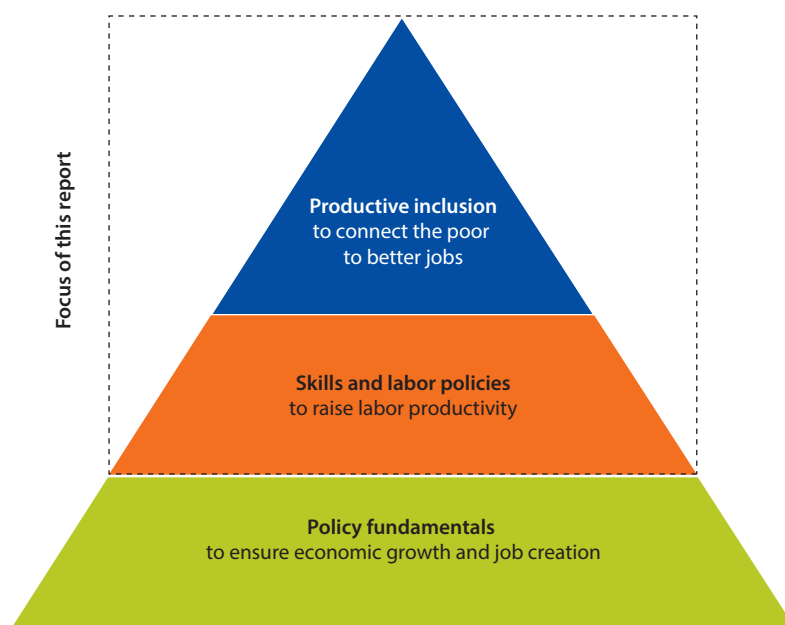 Focus of this report
Productive inclusion
to connect the poor
to better jobs
Skills and labor policies
to raise labor productivity
Policy fundamentals
to ensure economic growth and job creation